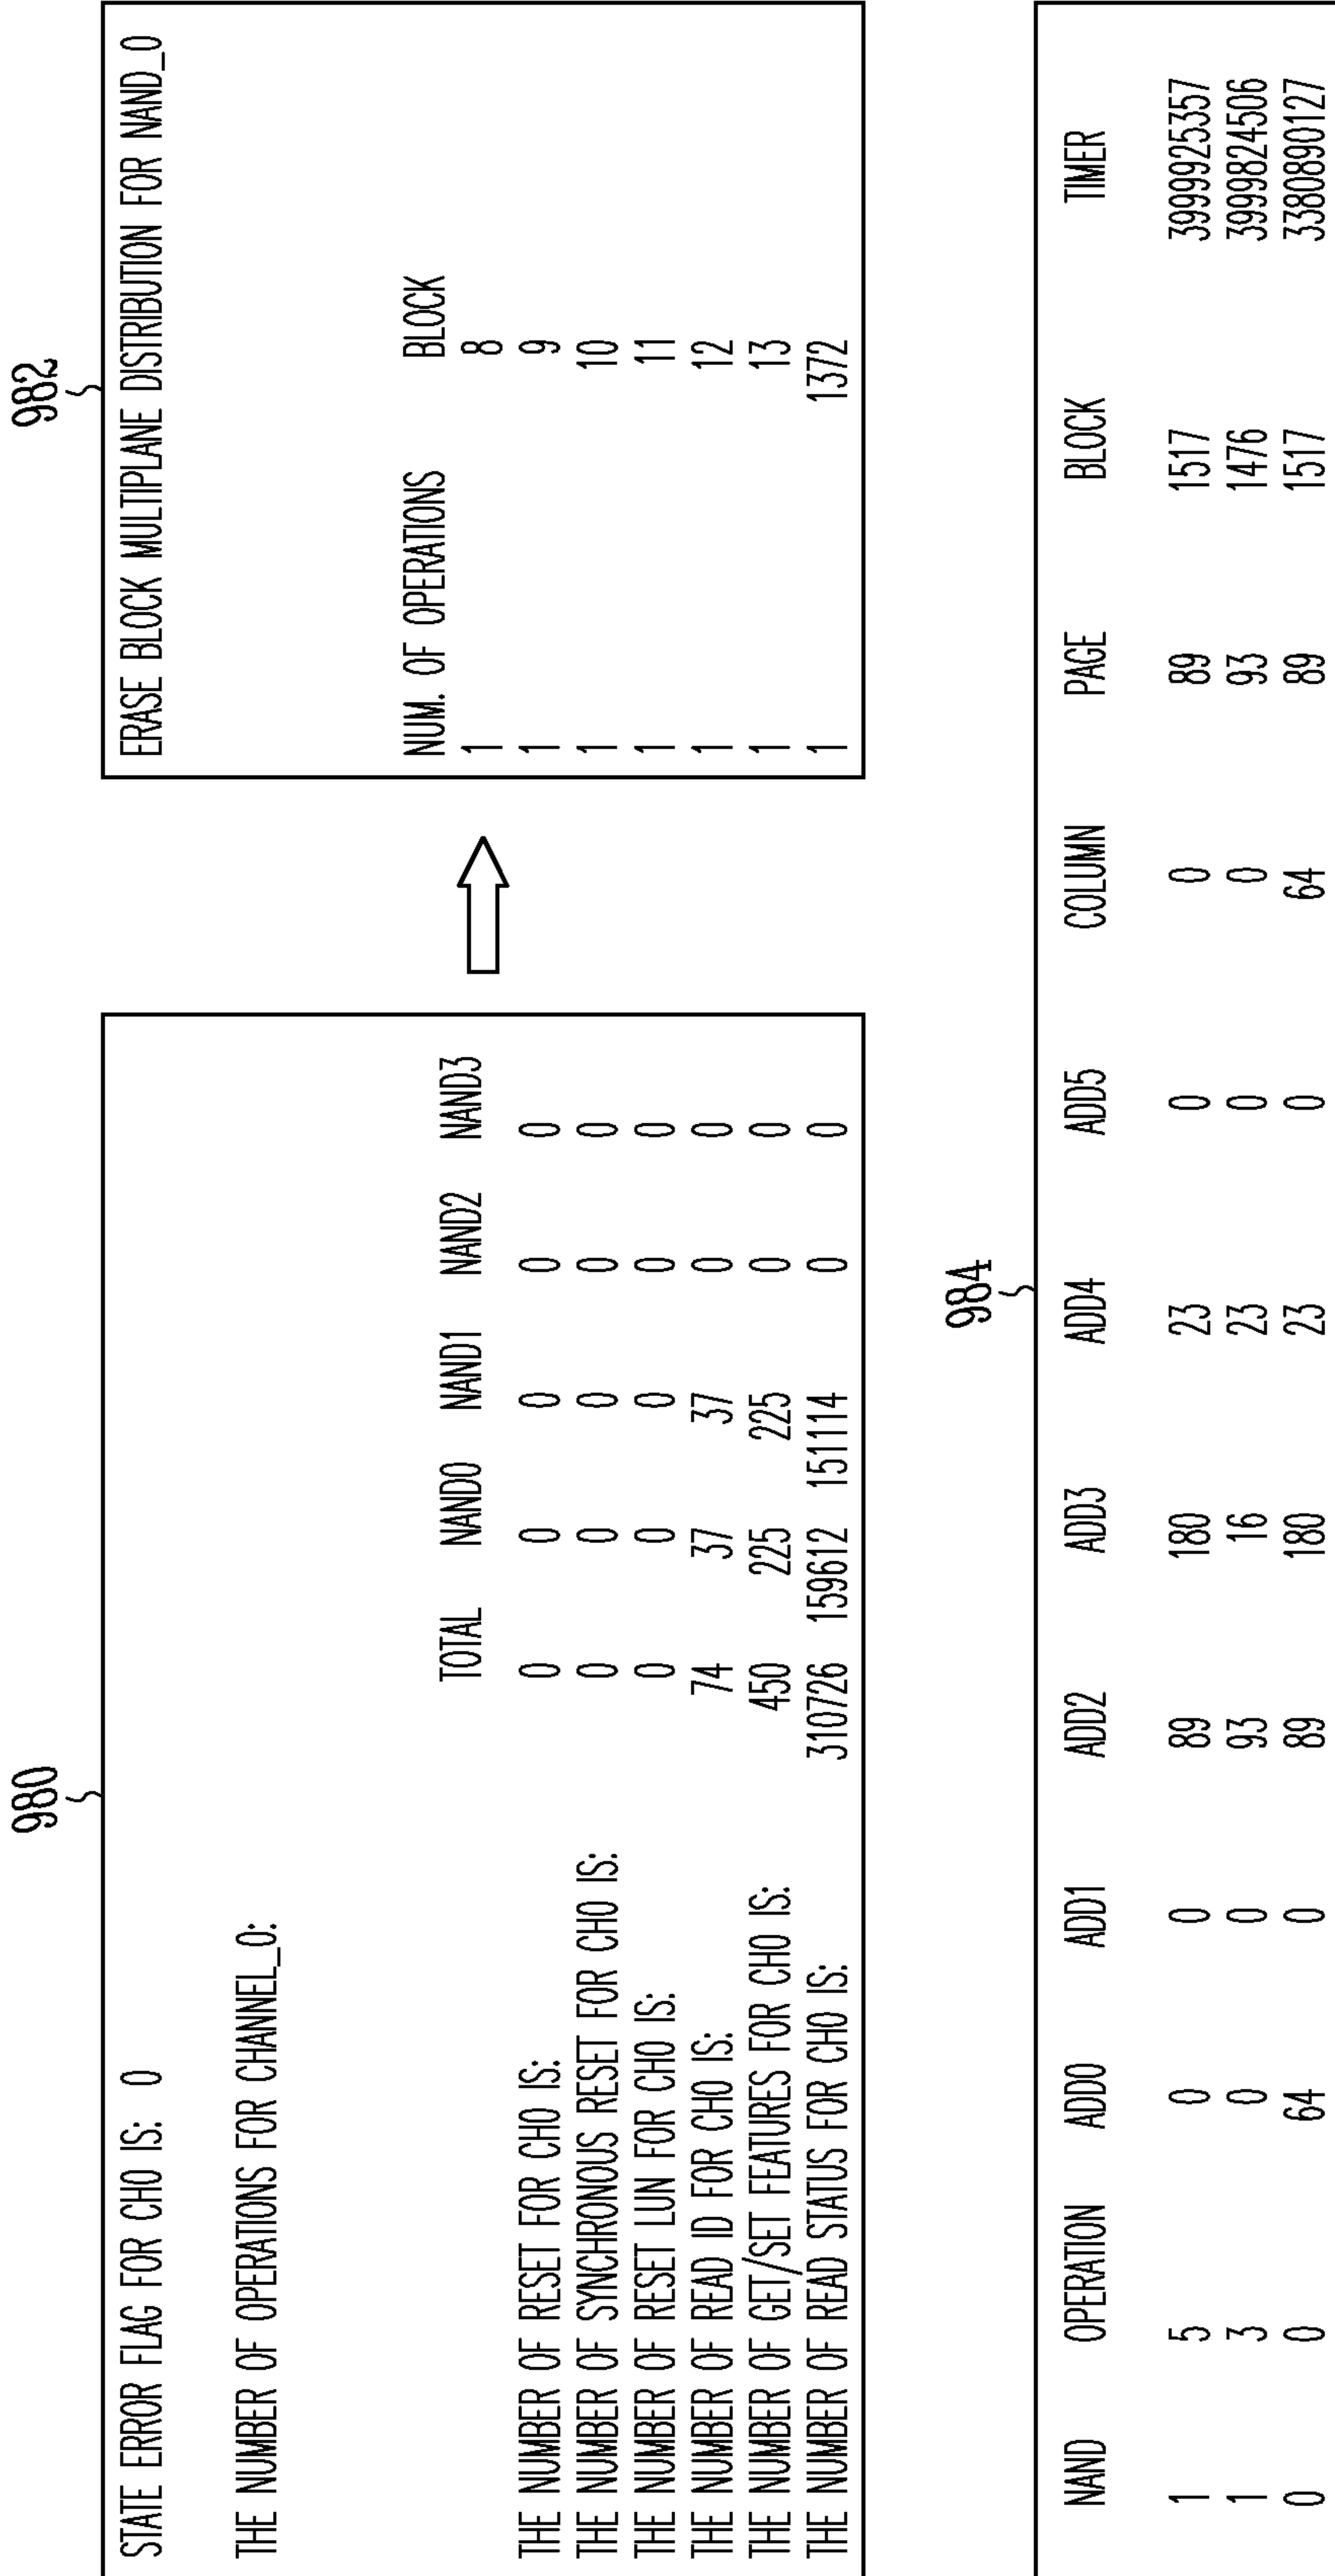 980
STATE ERROR FLAG FOR CH0 IS: 0
THE NUMBER OF OPERATIONS FOR CHANNEL_0:
TOTAL NAND0 NAND1 NAND2 NAND3
THE NUMBER OF RESET FOR CH0 IS: 0 0 0 0 0
THE NUMBER OF SYNCHRONOUS RESET FOR CH0 IS: 0 0 0 0 0
THE NUMBER OF RESET LUN FOR CH0 IS: 0 0 0 0 0
THE NUMBER OF READ ID FOR CH0 IS: 74 37 37 0 0
THE NUMBER OF GET/SET FEATURES FOR CH0 IS: 450 225 225 0 0
THE NUMBER OF READ STATUS FOR CH0 IS: 310726 159612 151114 0 0
982
ERASE BLOCK MULTIPLANE DISTRIBUTION FOR NAND_0
NUM. OF OPERATIONS BLOCK
1 8
1 9
1 10
1 11
1 12
1 13
1 1372
984
NAND OPERATION ADD0 ADD1 ADD2 ADD3 ADD4 ADD5 COLUMN PAGE BLOCK TIMER
1 5 0 0 89 180 23 0 0 89 1517 3999925357
1 3 0 0 93 16 23 0 0 93 1476 3999824506
0 0 64 0 89 180 23 0 64 89 1517 3380890127